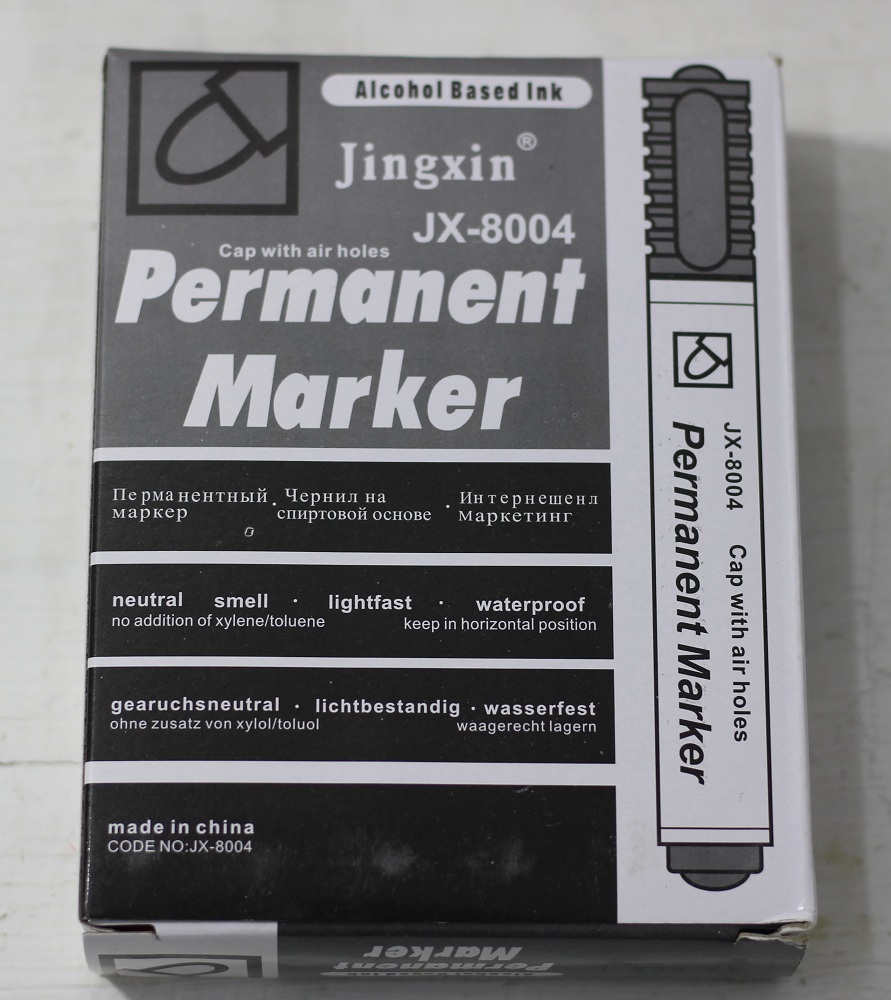 Alcohol Based Ink
Jingxin®
JX-8004
Cap with air holes
Permanent
Marker
Перманентный · Чернил на · Интернешенл
маркер спиртовой основе маркетинг
neutral smell · lightfast · waterproof
no addition of xylene/toluene keep in horizontal position
gearuchsneutral · lichtbestandig · wasserfest
ohne zusatz von xylol/toluol waagerecht lagern
made in china
CODE NO:JX-8004
JX-8004 Cap with air holes
Permanent Marker
Permanent
Marker
Alcohol Based Ink